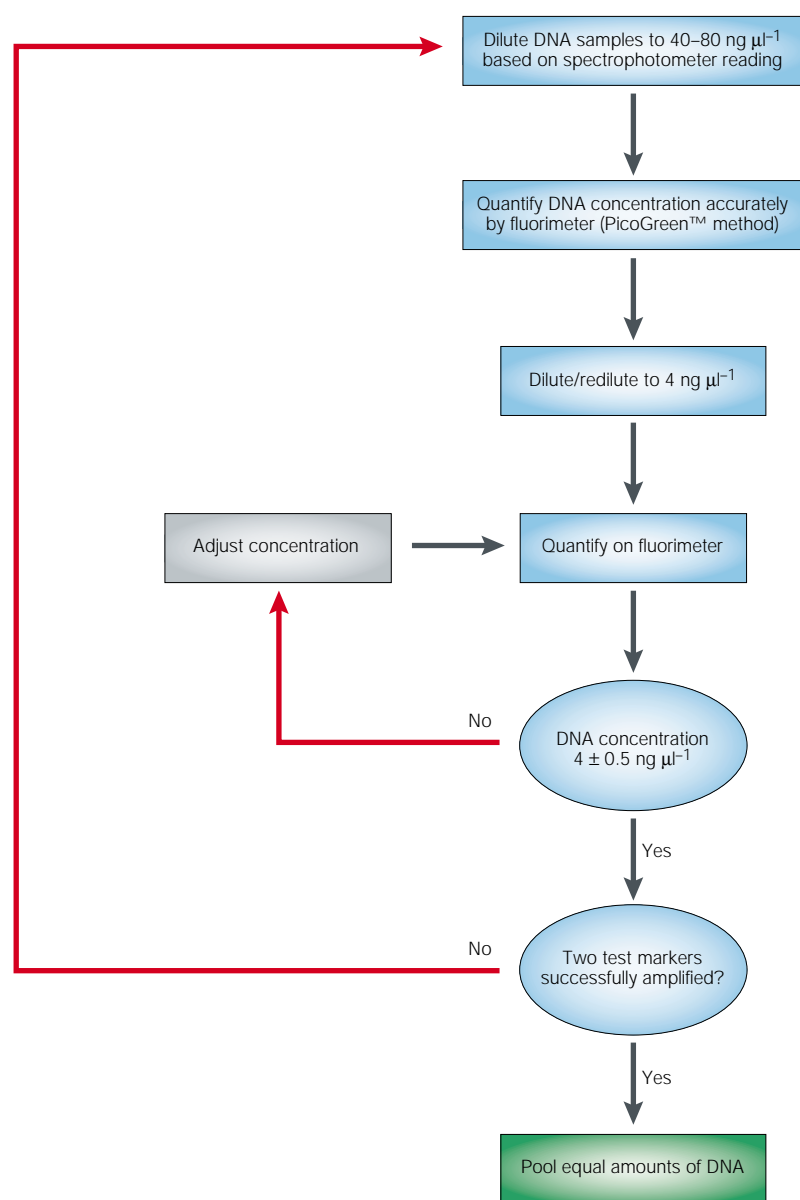 Dilute DNA samples to 40–80 ng μl⁻¹
based on spectrophotometer reading
Quantify DNA concentration accurately
by fluorimeter (PicoGreen™ method)
Dilute/redilute to 4 ng μl⁻¹
Adjust concentration
Quantify on fluorimeter
No
DNA concentration
4 ± 0.5 ng μl⁻¹
Yes
No
Two test markers
successfully amplified?
Yes
Pool equal amounts of DNA